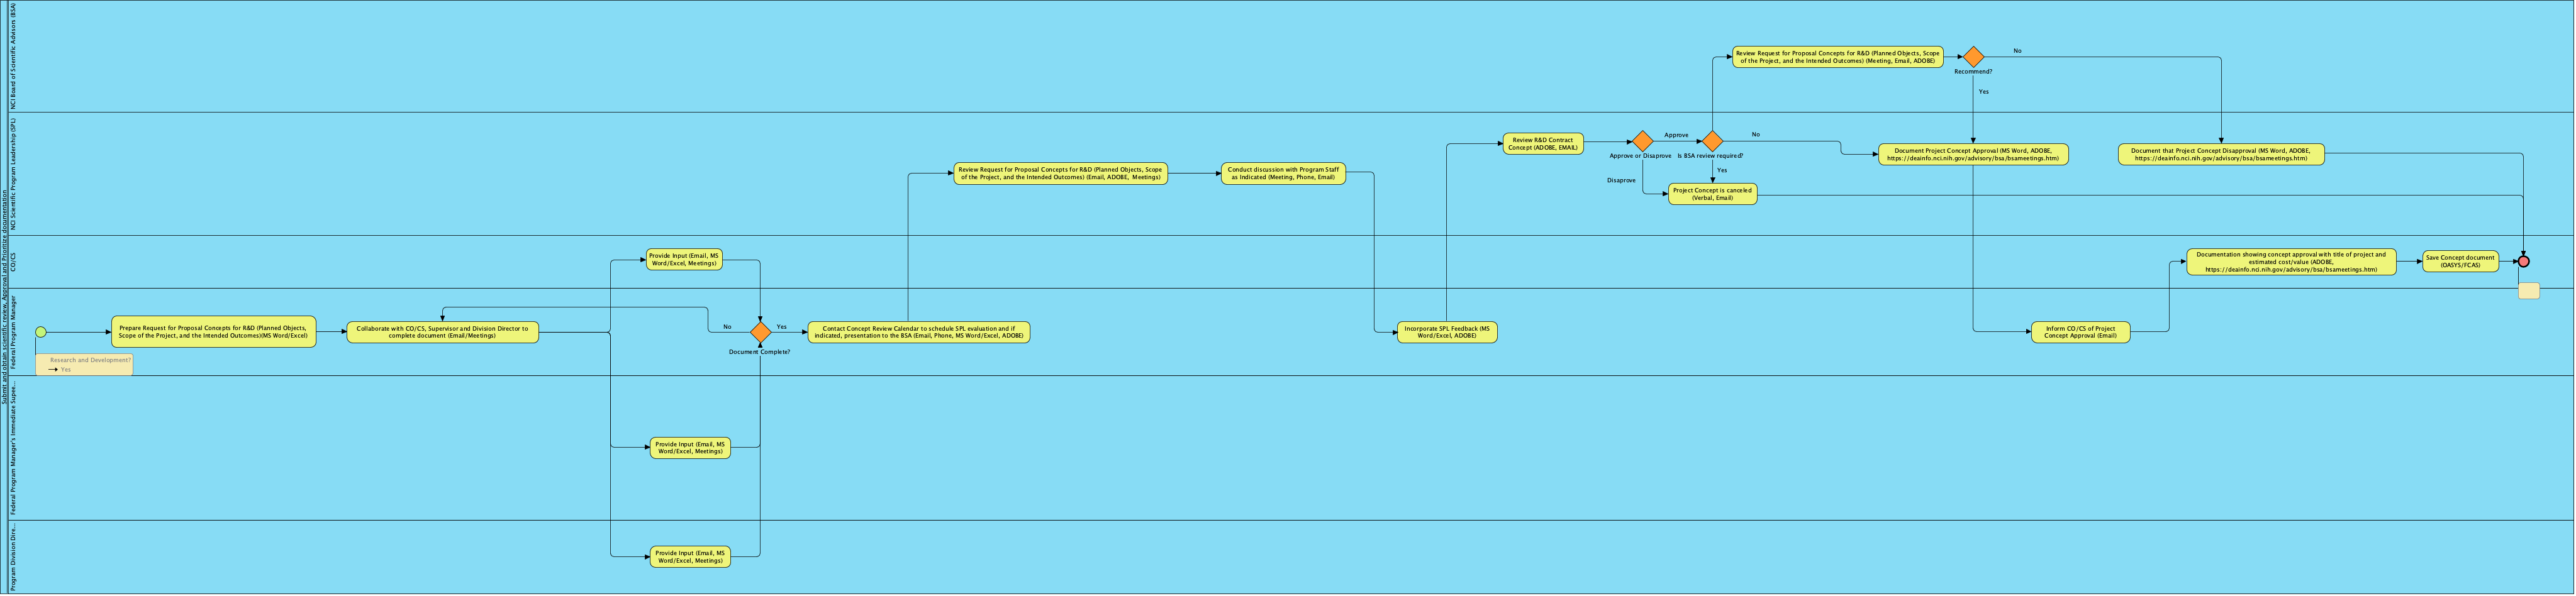 Submit and obtain scientific review, Approval and Prioritize documentation
NCI Board of Scientific Advisors (BSA)
Review Request for Proposal Concepts for R&D (Planned Objects, Scope
of the Project, and the Intended Outcomes) (Meeting, Email, ADOBE)
Recommend?
No
Yes
NCI Scientific Program Leadership (SPL)
Review Request for Proposal Concepts for R&D (Planned Objects, Scope
of the Project, and the Intended Outcomes) (Email, ADOBE, Meetings)
Conduct discussion with Program Staff
as Indicated (Meeting, Phone, Email)
Review R&D Contract
Concept (ADOBE, EMAIL)
Approve or Disaprove
Approve
Disaprove
Is BSA review required?
No
Yes
Project Concept is canceled
(Verbal, Email)
Document Project Concept Approval (MS Word, ADOBE,
https://deainfo.nci.nih.gov/advisory/bsa/bsameetings.htm)
Document that Project Concept Disapproval (MS Word, ADOBE,
https://deainfo.nci.nih.gov/advisory/bsa/bsameetings.htm)
CO/CS
Provide Input (Email, MS
Word/Excel, Meetings)
Documentation showing concept approval with title of project and
estimated cost/value (ADOBE,
https://deainfo.nci.nih.gov/advisory/bsa/bsameetings.htm)
Save Concept document
(OASYS/FCAS)
Federal Program Manager
Research and Development?
Yes
Prepare Request for Proposal Concepts for R&D (Planned Objects,
Scope of the Project, and the Intended Outcomes)(MS Word/Excel)
Collaborate with CO/CS, Supervisor and Division Director to
complete document (Email/Meetings)
No
Yes
Document Complete?
Contact Concept Review Calendar to schedule SPL evaluation and if
indicated, presentation to the BSA (Email, Phone, MS Word/Excel, ADOBE)
Incorporate SPL Feedback (MS
Word/Excel, ADOBE)
Inform CO/CS of Project
Concept Approval (Email)
Federal Program Manager's Immediate Supee...
Provide Input (Email, MS
Word/Excel, Meetings)
Program Division Dire...
Provide Input (Email, MS
Word/Excel, Meetings)